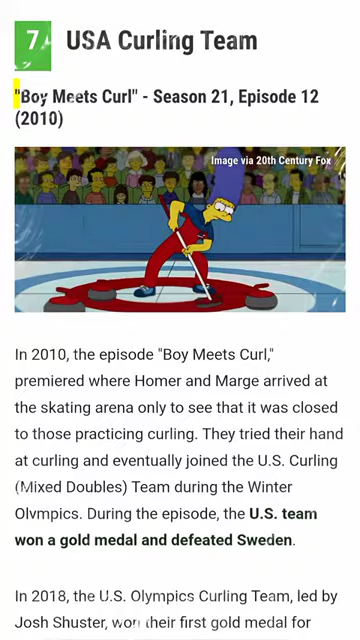 7 USA Curling Team
"Boy Meets Curl" - Season 21, Episode 12
(2010)
Image via 20th Century Fox
In 2010, the episode "Boy Meets Curl,"
premiered where Homer and Marge arrived at
the skating arena only to see that it was closed
to those practicing curling. They tried their hand
at curling and eventually joined the U.S. Curling
(Mixed Doubles) Team during the Winter
Olympics. During the episode, the U.S. team
won a gold medal and defeated Sweden.
In 2018, the U.S. Olympics Curling Team, led by
Josh Shuster, won their first gold medal for